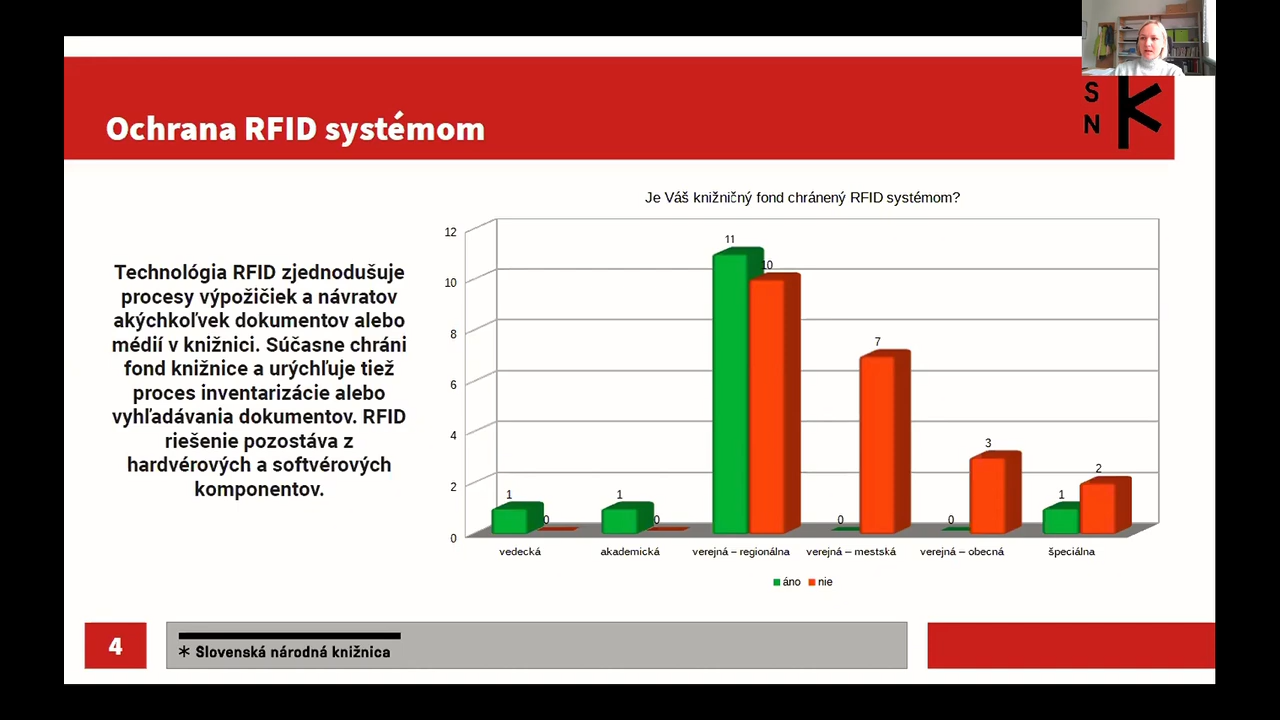 S
N
Ochrana RFID systémom
Technológia RFID zjednodušuje
procesy výpožičiek a návratov
akýchkoľvek dokumentov alebo
médií v knižnici. Súčasne chráni
fond knižnice a urýchľuje tiež
proces inventarizácie alebo
vyhľadávania dokumentov. RFID
riešenie pozostáva z
hardvérových a softvérových
komponentov.
Je Váš knižničný fond chránený RFID systémom?
12
10
8
6
4
2
0
1
0
1
0
11
10
0
7
0
3
1
2
vedecká
akademická
verejná – regionálna
verejná – mestská
verejná – obecná
špeciálna
áno nie
4
Slovenská národná knižnica